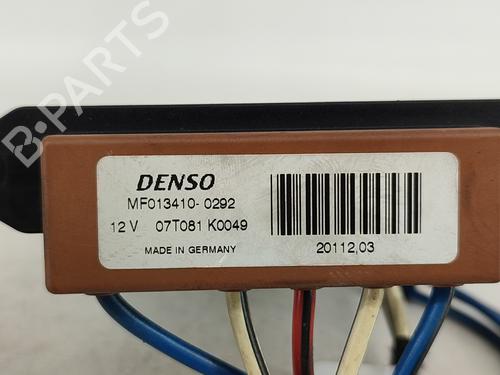 DENSO
MF013410-0292
12 V 07T081 K0049
MADE IN GERMANY
20112.03
B-PARTS